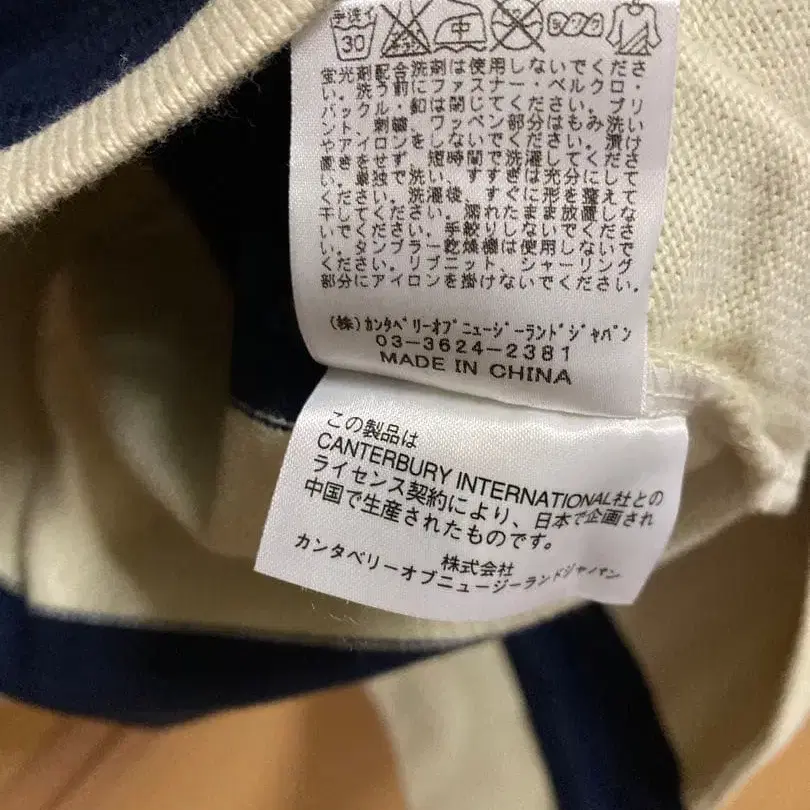 手洗イ
30
中
蛍光剤配合洗剤は使用しないでくださ
い。洗う前にファスナー・ベルクロ・
バックル・釦は閉じてください。プリ
ント、刺繍、ワッペン部分はもみ洗い
やアイロンをしないでください。漬け
置きをせず、短時間で洗濯してくださ
い。単独で洗い、すすぎは充分にして
ください。洗濯後、すぐに形を整えて
干してください。濡れたまま放置しな
いでください。手絞りしないでくださ
い。タンブラー乾燥機は使用しないで
ください。リブニット、シャーリング
部分にアイロンを掛けないでください。
(株)ｶﾝﾀﾍﾞﾘｰｵﾌﾞﾆｭｰｼﾞｰﾗﾝﾄﾞｼﾞｬﾊﾟﾝ
03-3624-2381
MADE IN CHINA
この製品は
CANTERBURY INTERNATIONAL社との
ライセンス契約により、日本で企画され
中国で生産されたものです。
株式会社
カンタベリーオブニュージーランドジャパン